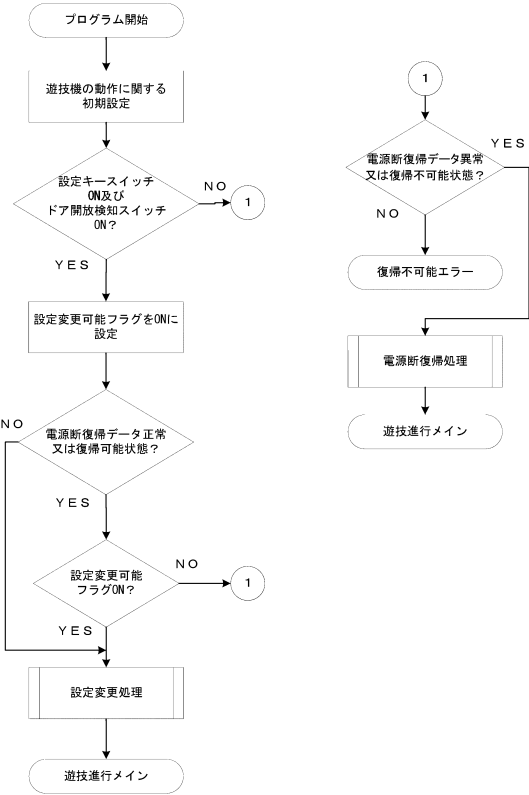 プログラム開始
遊技機の動作に関する
初期設定
設定キースイッチ
ON及び
ドア開放検知スイッチ
ON？
NO
1
YES
設定変更可能フラグをONに
設定
NO
電源断復帰データ正常
又は復帰可能状態？
YES
設定変更可能
フラグON？
NO
1
YES
設定変更処理
遊技進行メイン
1
電源断復帰データ異常
又は復帰不可能状態？
YES
NO
復帰不可能エラー
電源断復帰処理
遊技進行メイン